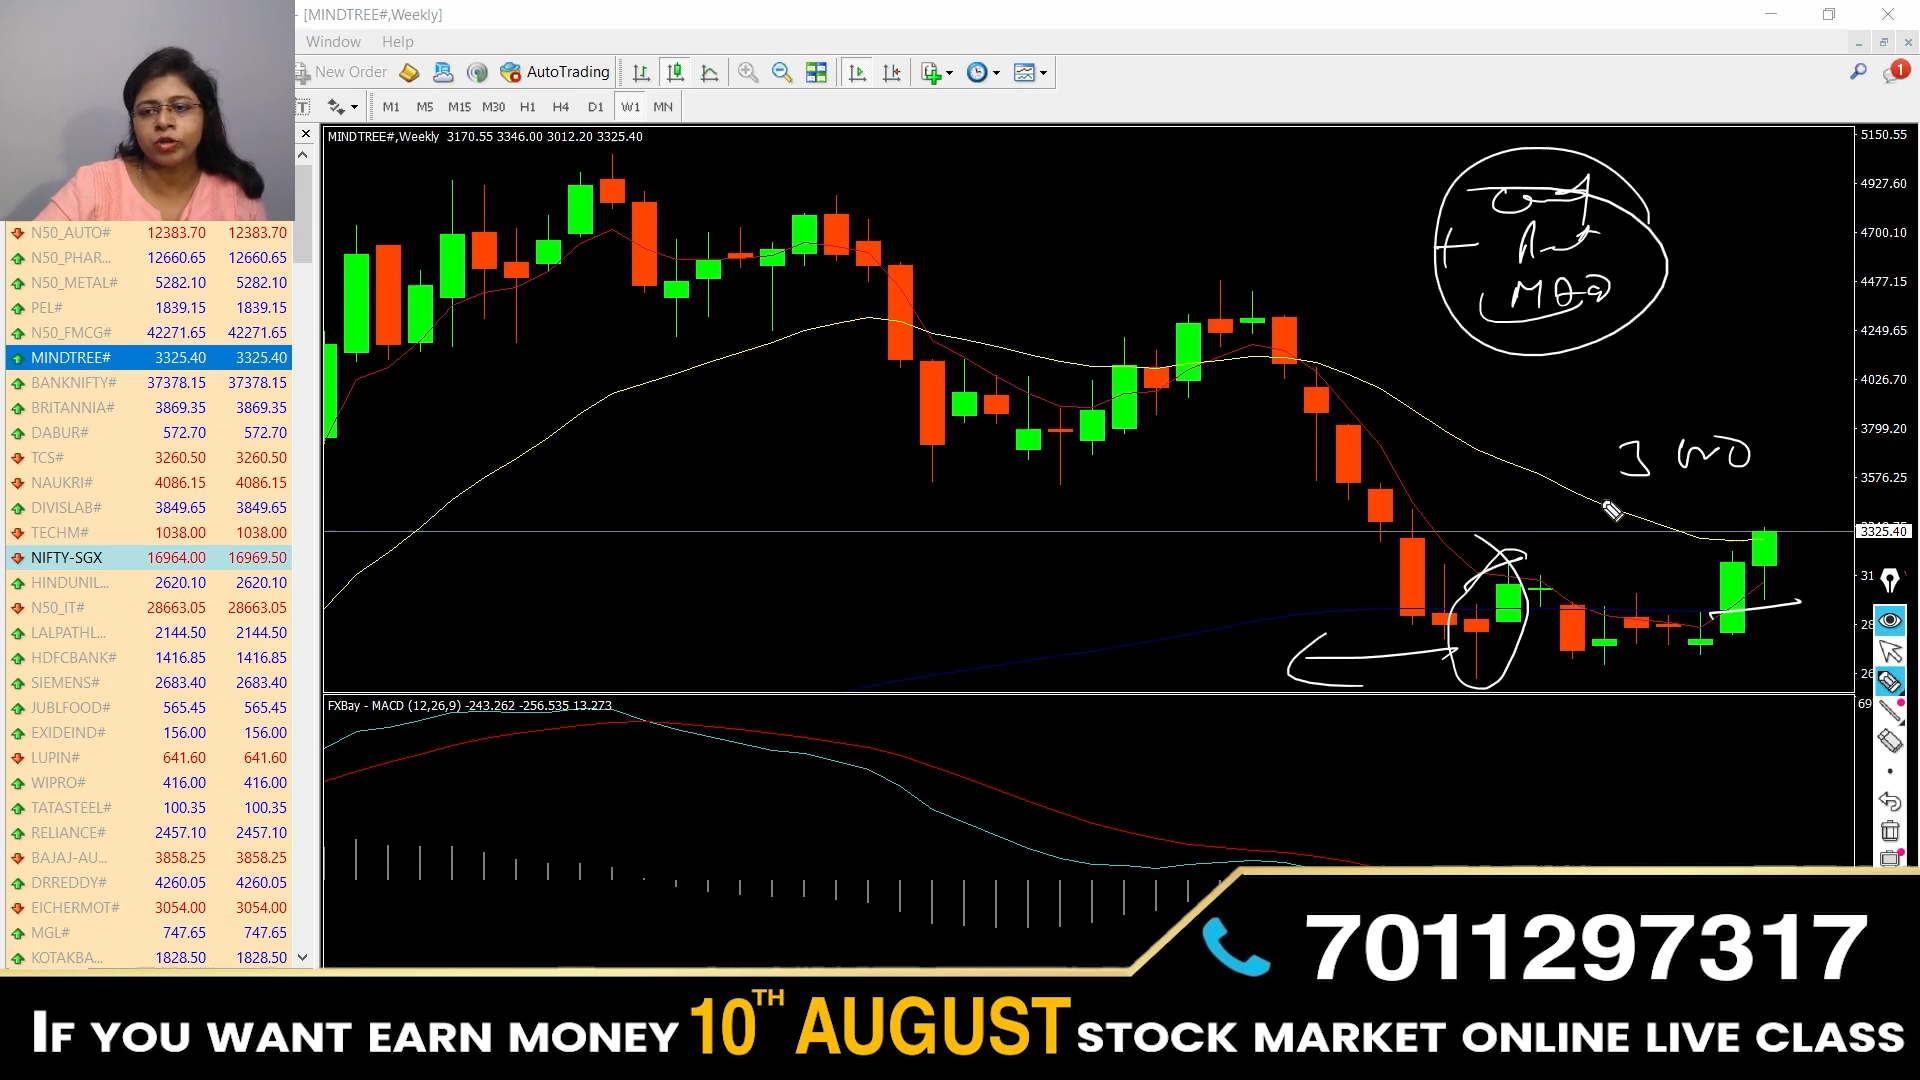 - [MINDTREE#,Weekly]
Window Help
New Order AutoTrading
T M1 M5 M15 M30 H1 H4 D1 W1 MN
1
MINDTREE#,Weekly 3170.55 3346.00 3012.20 3325.40
N50_AUTO# 12383.70 12383.70
N50_PHAR... 12660.65 12660.65
N50_METAL# 5282.10 5282.10
PEL# 1839.15 1839.15
N50_FMCG# 42271.65 42271.65
MINDTREE# 3325.40 3325.40
BANKNIFTY# 37378.15 37378.15
BRITANNIA# 3869.35 3869.35
DABUR# 572.70 572.70
TCS# 3260.50 3260.50
NAUKRI# 4086.15 4086.15
DIVISLAB# 3849.65 3849.65
TECHM# 1038.00 1038.00
NIFTY-SGX 16964.00 16969.50
HINDUNIL... 2620.10 2620.10
N50_IT# 28663.05 28663.05
LALPATHL... 2144.50 2144.50
HDFCBANK# 1416.85 1416.85
SIEMENS# 2683.40 2683.40
JUBLFOOD# 565.45 565.45
EXIDEIND# 156.00 156.00
LUPIN# 641.60 641.60
WIPRO# 416.00 416.00
TATASTEEL# 100.35 100.35
RELIANCE# 2457.10 2457.10
BAJAJ-AU... 3858.25 3858.25
DRREDDY# 4260.05 4260.05
EICHERMOT# 3054.00 3054.00
MGL# 747.65 747.65
KOTAKBA... 1828.50 1828.50
5150.55
4927.60
4700.10
4477.15
4249.65
4026.70
3799.20
3576.25
3325.40
31
28
26
69
FXBay - MACD (12,26,9) -243.262 -256.535 13.273
7011297317
IF YOU WANT EARN MONEY 10TH AUGUST STOCK MARKET ONLINE LIVE CLASS